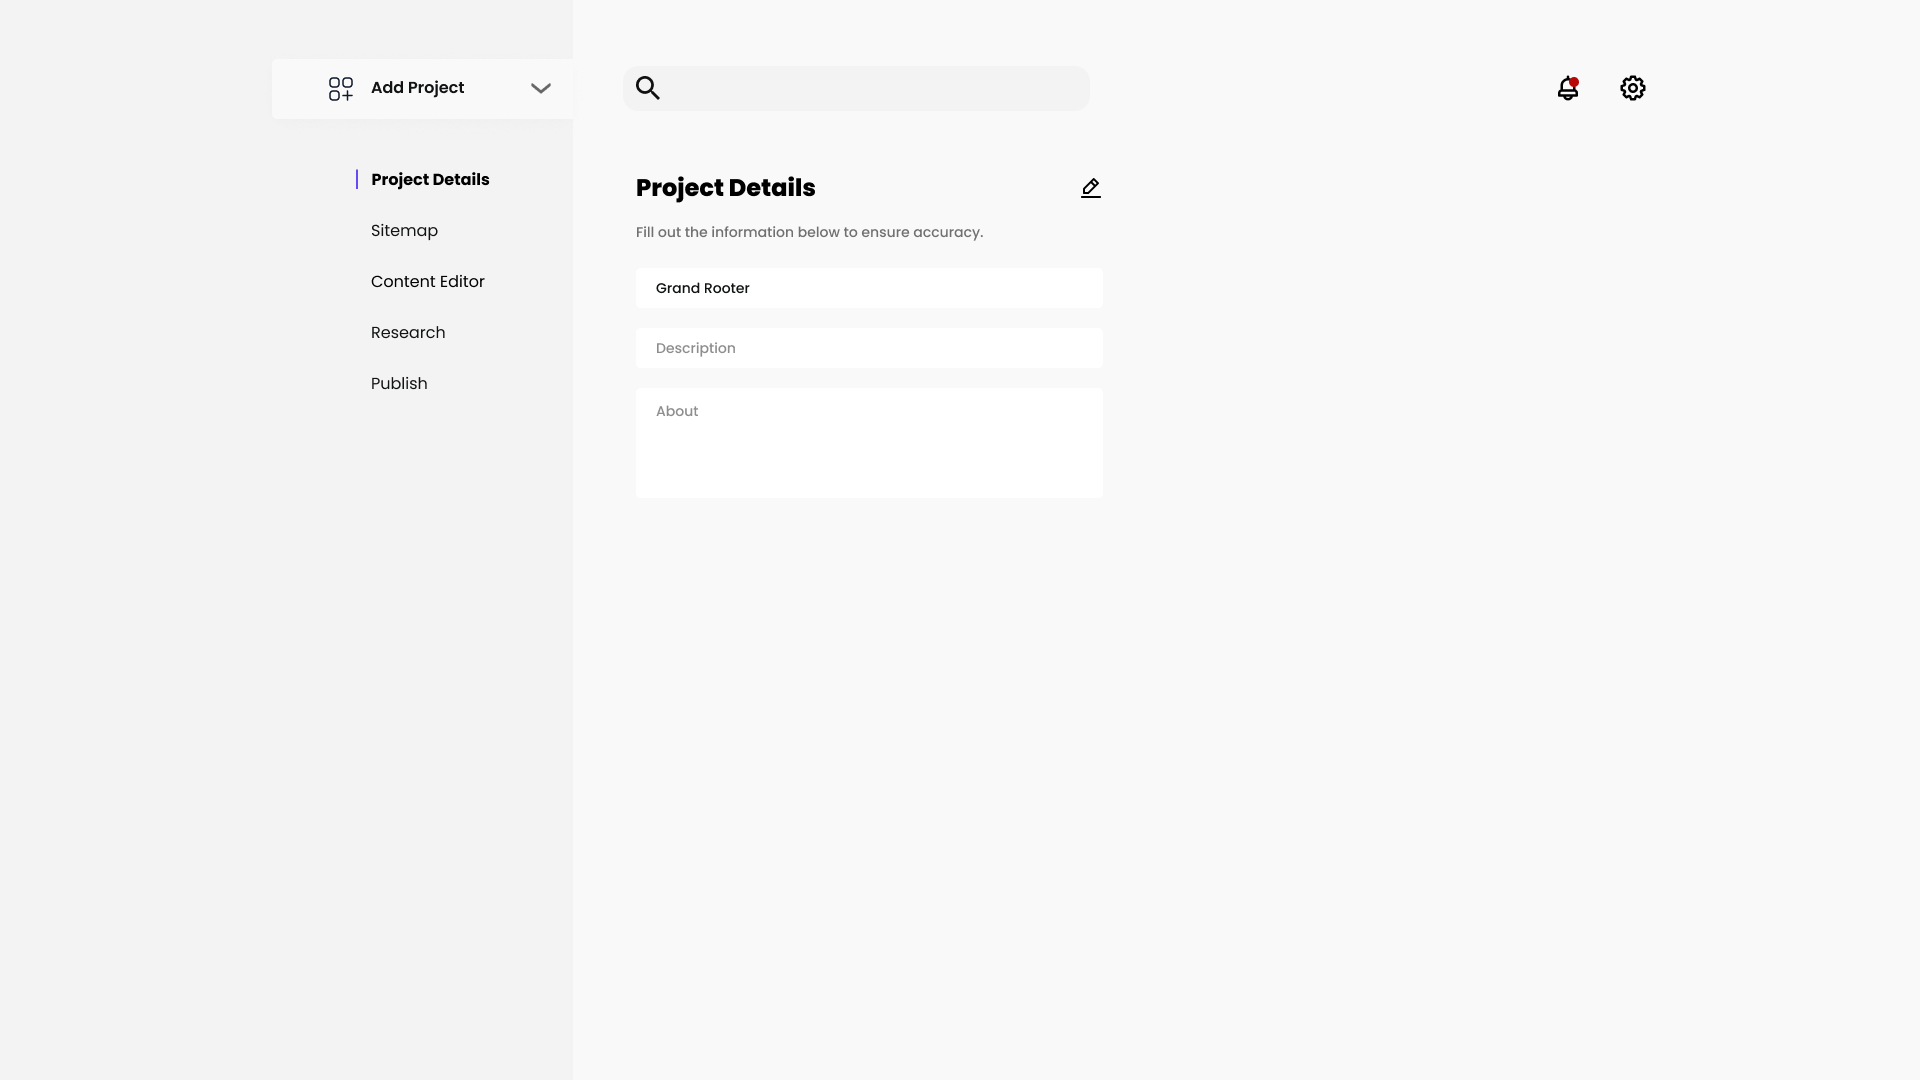 Add Project
Project Details
Sitemap
Content Editor
Research
Publish
Project Details
Fill out the information below to ensure accuracy.
Grand Rooter
Description
About